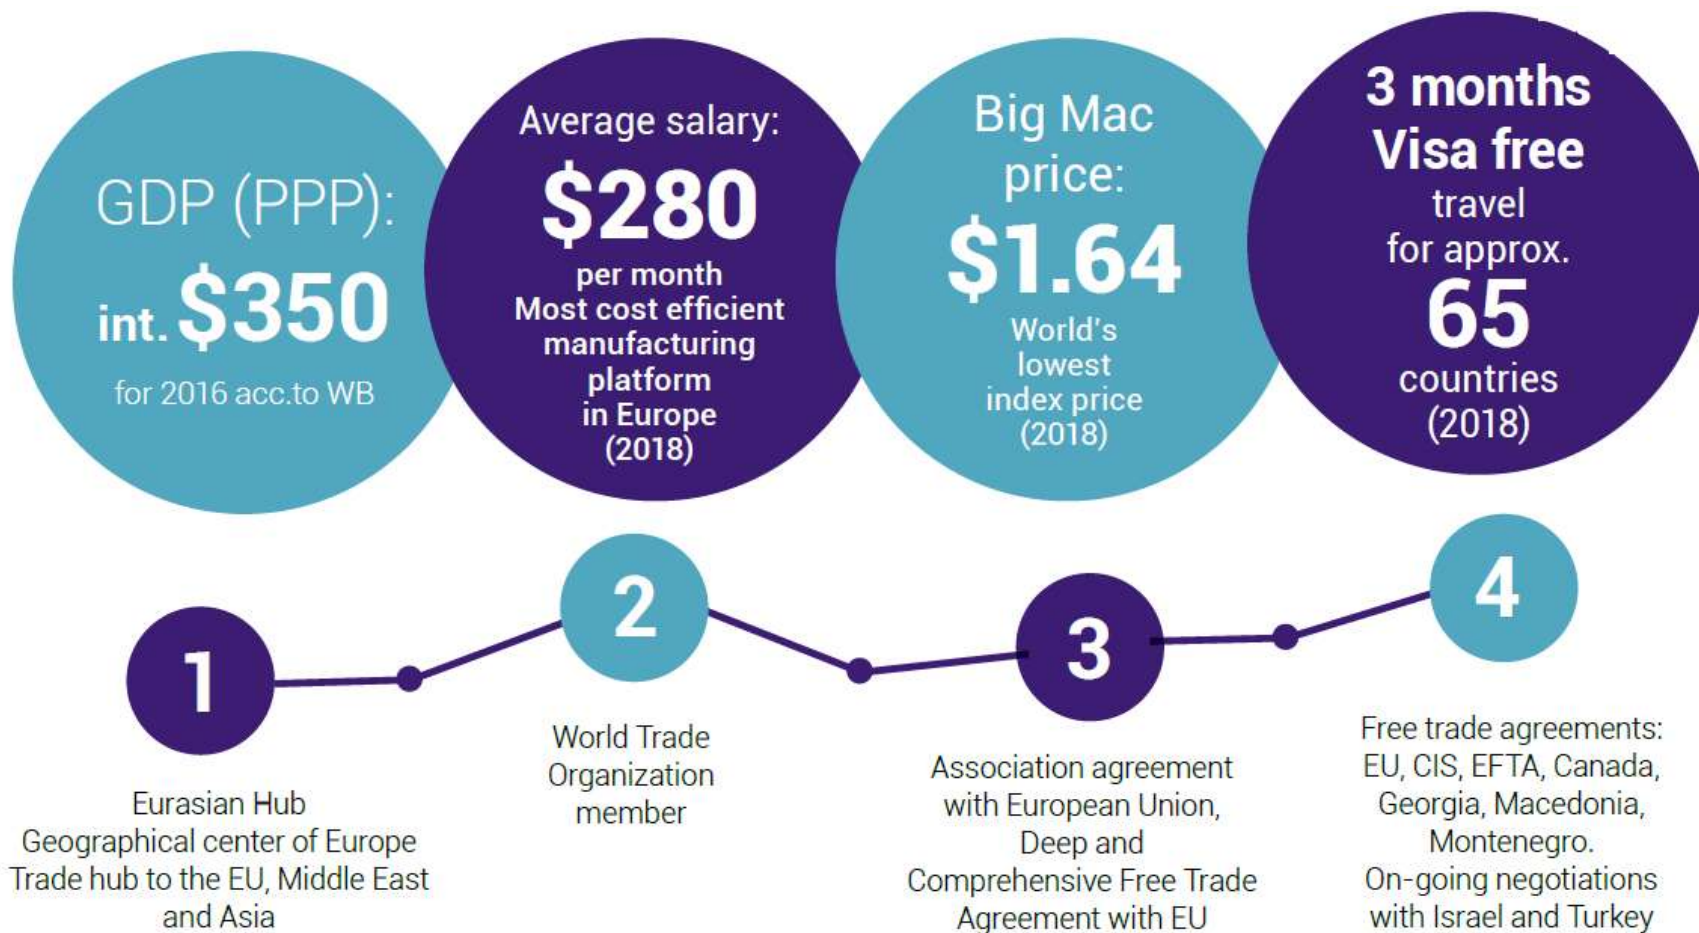 GDP (PPP):
int. $350
for 2016 acc.to WB
Average salary:
$280
per month
Most cost efficient
manufacturing
platform
in Europe
(2018)
Big Mac
price:
$1.64
World's
lowest
index price
(2018)
3 months
Visa free
travel
for approx.
65
countries
(2018)
1
Eurasian Hub
Geographical center of Europe
Trade hub to the EU, Middle East
and Asia
2
World Trade
Organization
member
3
Association agreement
with European Union,
Deep and
Comprehensive Free Trade
Agreement with EU
4
Free trade agreements:
EU, CIS, EFTA, Canada,
Georgia, Macedonia,
Montenegro.
On-going negotiations
with Israel and Turkey